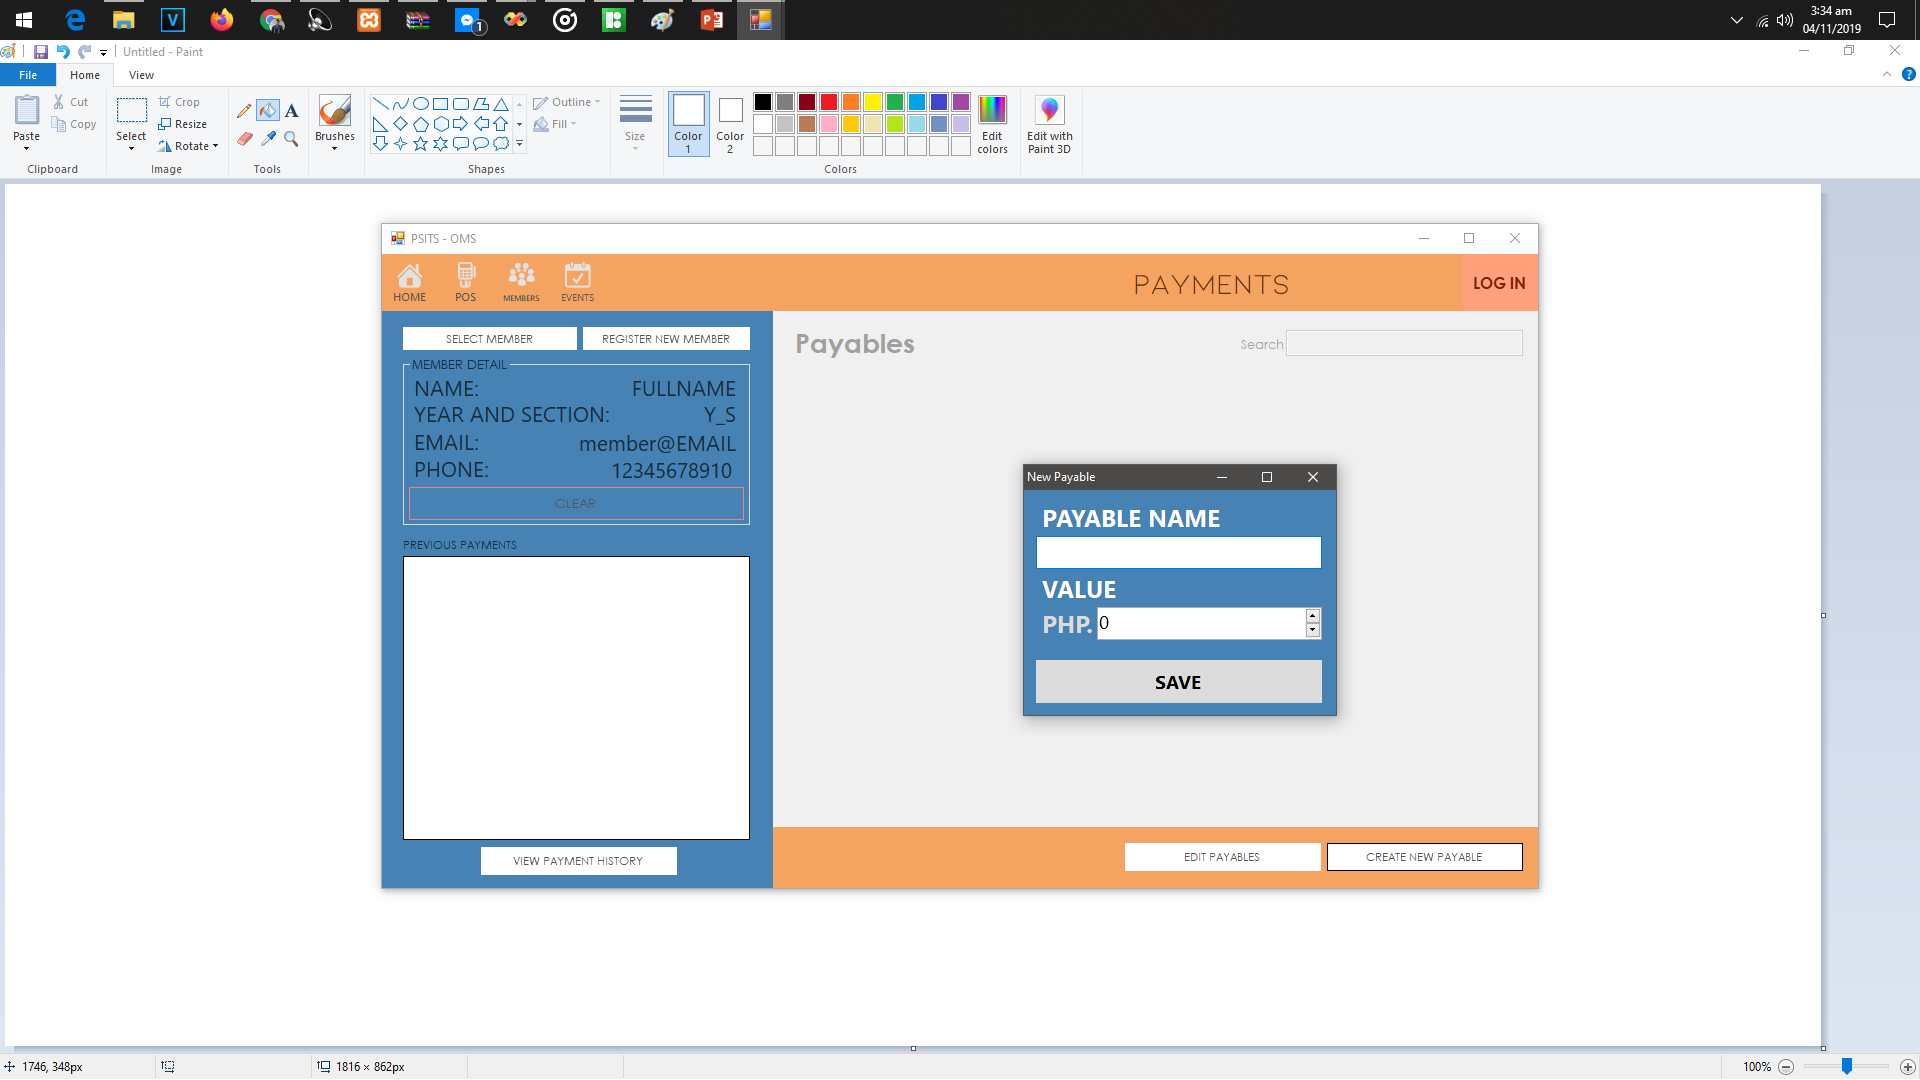 3:34 am
04/11/2019
1
Untitled - Paint
File
Home
View
Paste
Cut
Copy
Clipboard
Select
Crop
Resize
Rotate
Image
A
Tools
Brushes
Outline
Fill
Shapes
Size
Color 1
Color 2
Edit colors
Colors
Edit with Paint 3D
PSITS - OMS
HOME
POS
MEMBERS
EVENTS
PAYMENTS
LOG IN
SELECT MEMBER
REGISTER NEW MEMBER
MEMBER DETAIL
NAME: FULLNAME
YEAR AND SECTION: Y_S
EMAIL: member@EMAIL
PHONE: 12345678910
CLEAR
PREVIOUS PAYMENTS
VIEW PAYMENT HISTORY
Payables
Search
New Payable
PAYABLE NAME
VALUE
PHP. 0
SAVE
EDIT PAYABLES
CREATE NEW PAYABLE
1746, 348px
1816 × 862px
100%